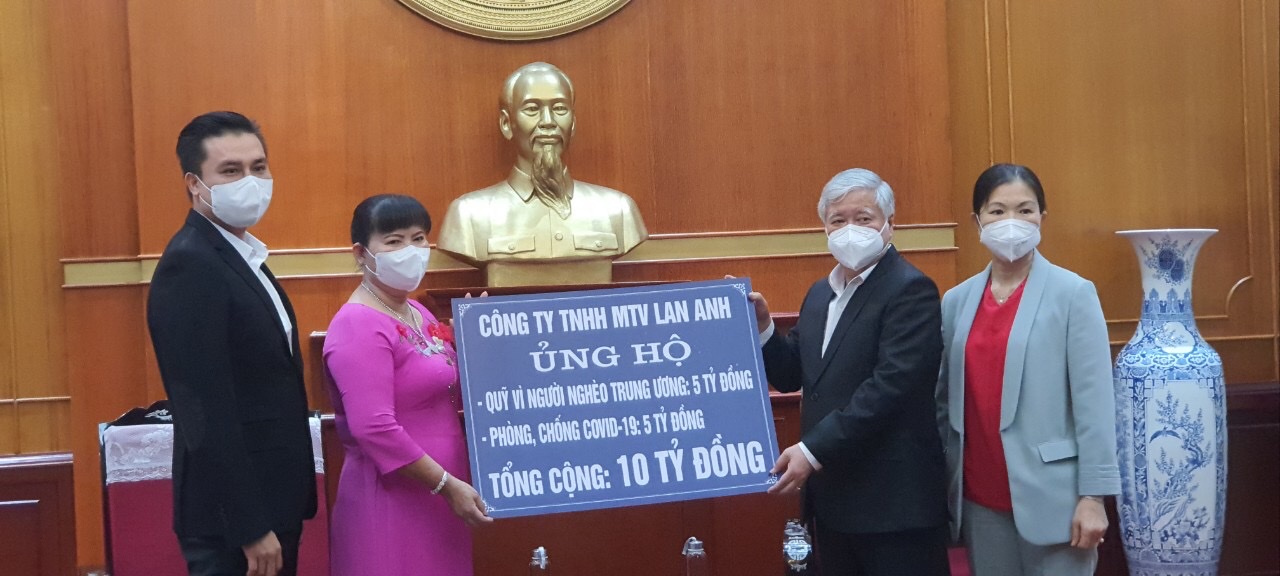 CÔNG TY TNHH MTV LAN ANH
ỦNG HỘ
- QUỸ VÌ NGƯỜI NGHÈO TRUNG ƯƠNG: 5 TỶ ĐỒNG
- PHÒNG, CHỐNG COVID-19: 5 TỶ ĐỒNG
TỔNG CỘNG: 10 TỶ ĐỒNG